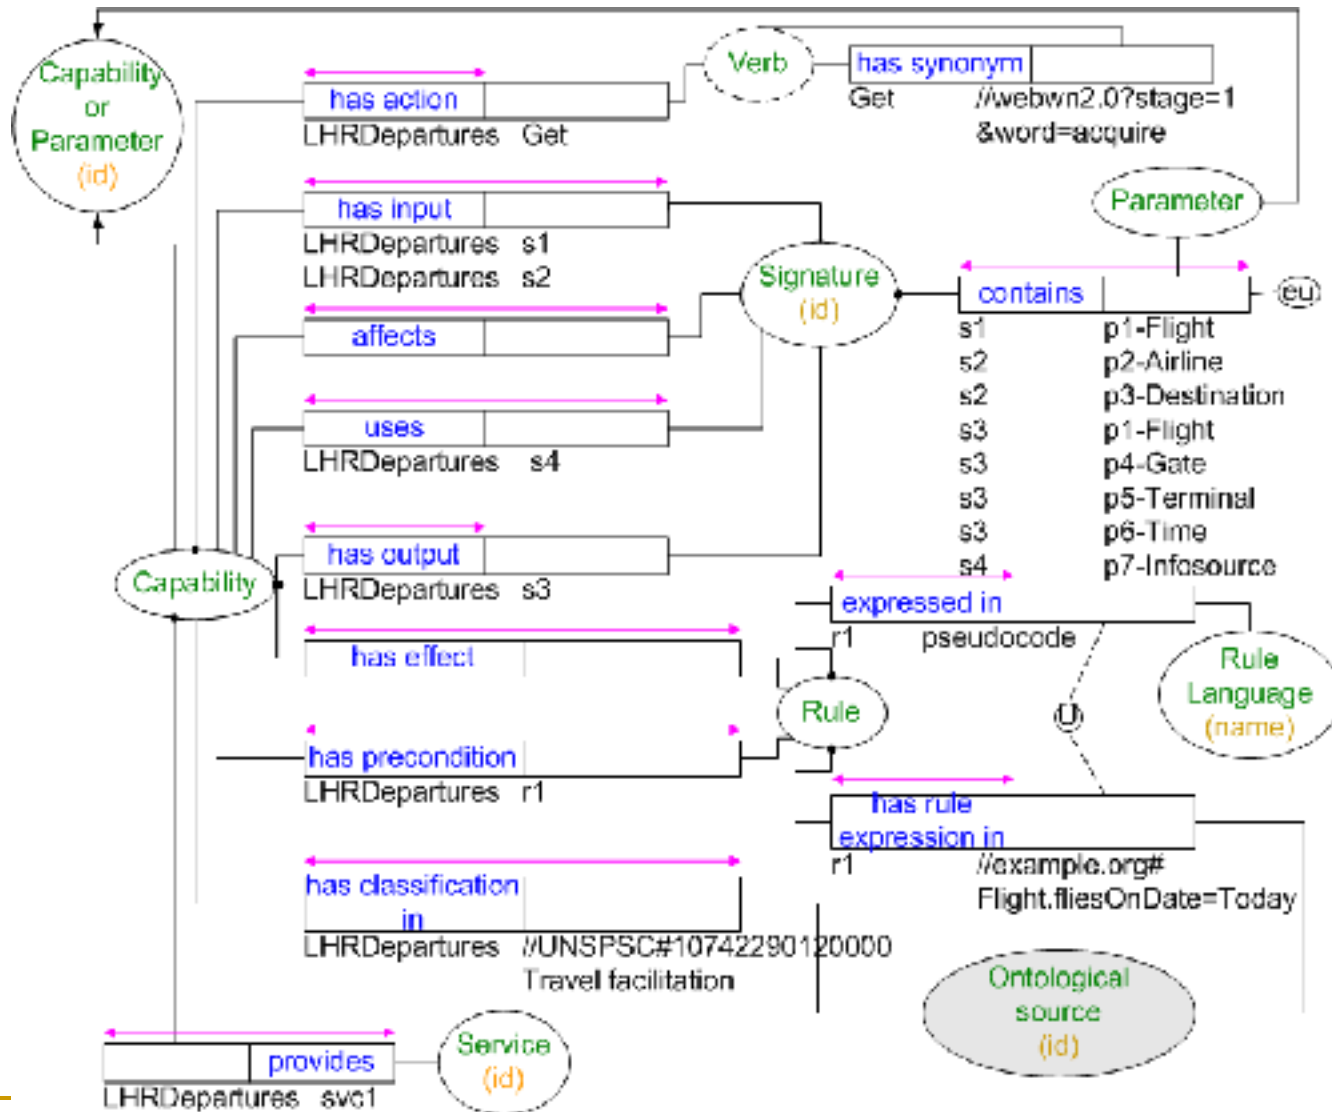 Capability
or
Parameter
(id)
has action
LHRDepartures Get
Verb
has synonym
Get //webwn2.0?stage=1
&word=acquire
Parameter
has input
LHRDepartures s1
LHRDepartures s2
Signature
(id)
contains
eu
s1 p1-Flight
s2 p2-Airline
s2 p3-Destination
s3 p1-Flight
s3 p4-Gate
s3 p5-Terminal
s3 p6-Time
s4 p7-Infosource
affects
uses
LHRDepartures s4
Capability
has output
LHRDepartures s3
expressed in
r1 pseudocode
has effect
Rule
Rule
Language
(name)
U
has precondition
LHRDepartures r1
has rule
expression in
r1 //example.org#
Flight.fliesOnDate=Today
has classification
in
LHRDepartures //UNSPSC#10742290120000
Travel facilitation
Ontological
source
(id)
provides
LHRDepartures svc1
Service
(id)